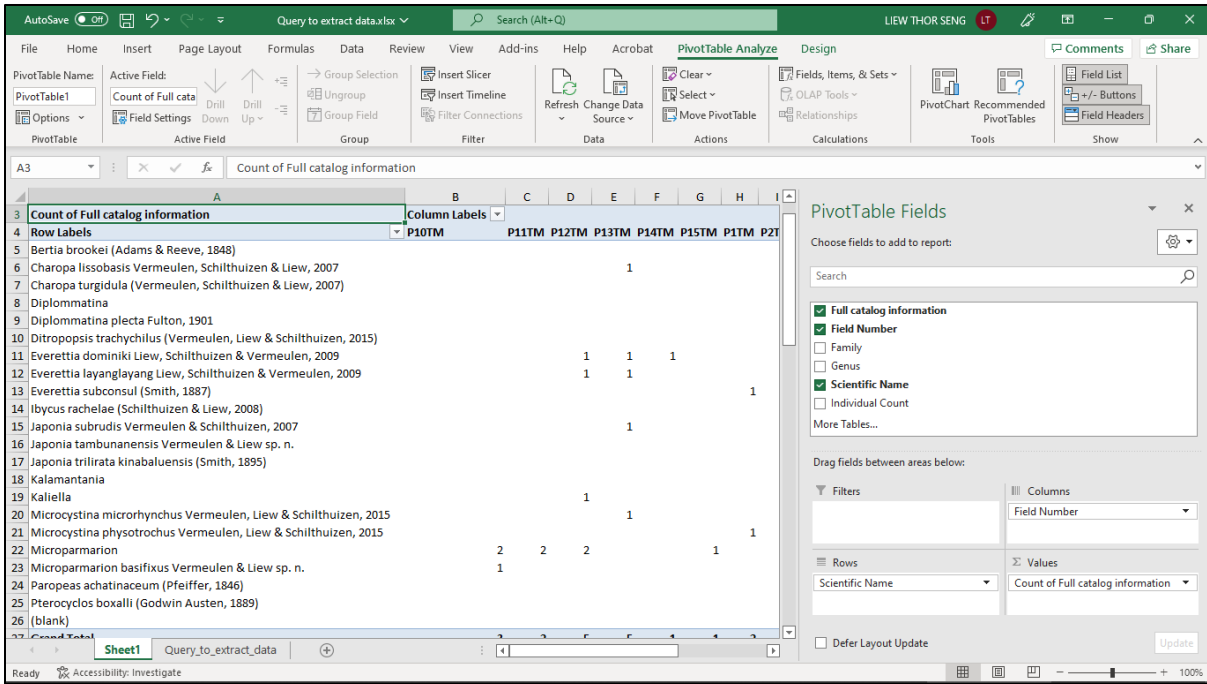 AutoSave Off Query to extract data.xlsx Search (Alt+Q) LIEW THOR SENG LT
File Home Insert Page Layout Formulas Data Review View Add-ins Help Acrobat PivotTable Analyze Design Comments Share
PivotTable Name: Active Field: Group Selection Insert Slicer Clear Fields, Items, & Sets Field List
PivotTable1 Count of Full cata Drill Down Drill Up Ungroup Insert Timeline Refresh Change Data Source Select OLAP Tools PivotChart Recommended PivotTables +/- Buttons
Options Field Settings Group Field Filter Connections Move PivotTable Relationships Field Headers
PivotTable Active Field Group Filter Data Actions Calculations Tools Show
A3 fx Count of Full catalog information
A B C D E F G H I
3 Count of Full catalog information Column Labels
4 Row Labels P10TM P11TM P12TM P13TM P14TM P15TM P1TM P2T
5 Bertia brookei (Adams & Reeve, 1848)
6 Charopa lissobasis Vermeulen, Schilthuizen & Liew, 2007 1
7 Charopa turgidula (Vermeulen, Schilthuizen & Liew, 2007)
8 Diplommatina
9 Diplommatina plecta Fulton, 1901
10 Ditropopsis trachychilus (Vermeulen, Liew & Schilthuizen, 2015)
11 Everettia dominiki Liew, Schilthuizen & Vermeulen, 2009 1 1 1
12 Everettia layanglayang Liew, Schilthuizen & Vermeulen, 2009 1 1
13 Everettia subconsul (Smith, 1887) 1
14 Ibycus rachelae (Schilthuizen & Liew, 2008)
15 Japonia subrudis Vermeulen & Schilthuizen, 2007 1
16 Japonia tambunanensis Vermeulen & Liew sp. n.
17 Japonia trilirata kinabaluensis (Smith, 1895)
18 Kalamantania
19 Kaliella 1
20 Microcystina microrhynchus Vermeulen, Liew & Schilthuizen, 2015 1
21 Microcystina physotrochus Vermeulen, Liew & Schilthuizen, 2015 1
22 Microparmarion 2 2 2 1
23 Microparmarion basifixus Vermeulen & Liew sp. n. 1
24 Paropeas achatinaceum (Pfeiffer, 1846)
25 Pterocyclos boxalli (Godwin Austen, 1889)
26 (blank)
27 Grand Total
PivotTable Fields
Choose fields to add to report:
Search
Full catalog information
Field Number
Family
Genus
Scientific Name
Individual Count
More Tables...
Drag fields between areas below:
Filters Columns
Field Number
Rows Σ Values
Scientific Name Count of Full catalog information
Defer Layout Update Update
Sheet1 Query_to_extract_data
Ready Accessibility: Investigate 100%